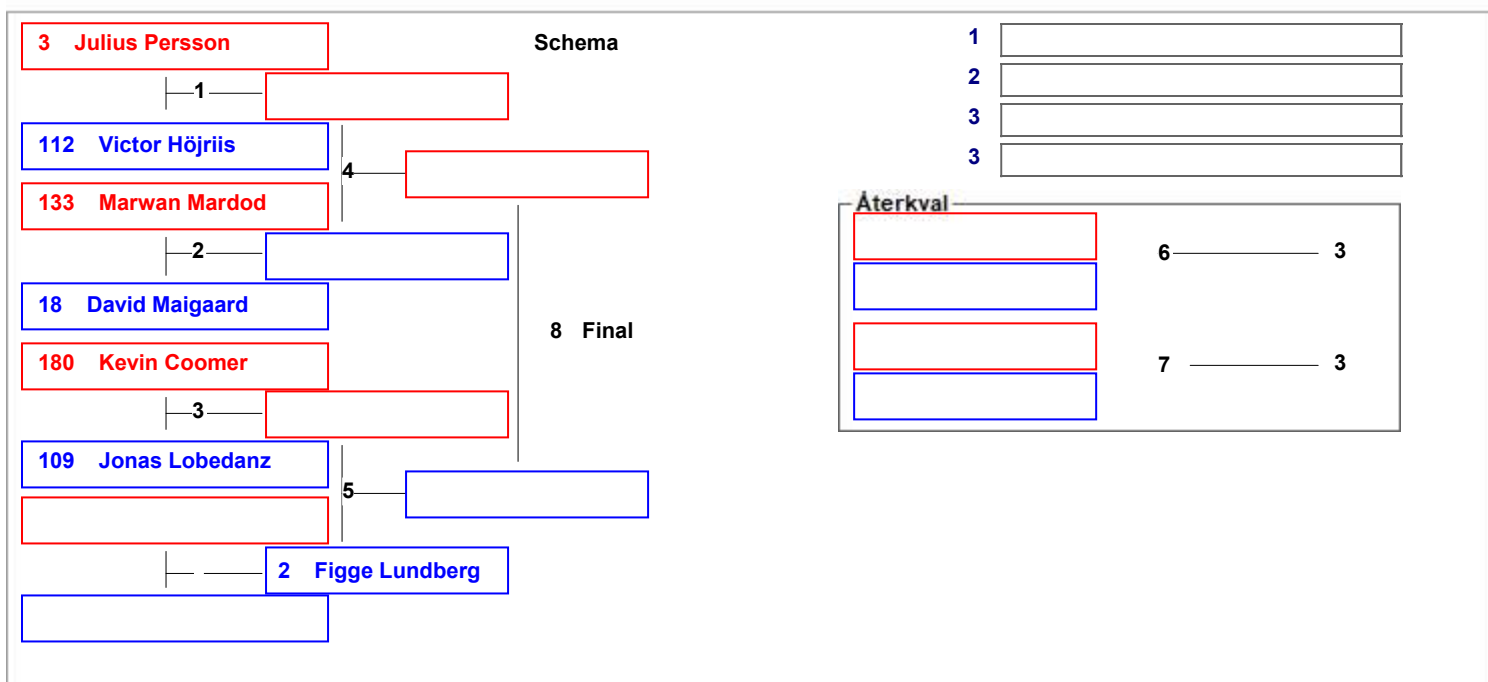 3 Julius Persson
Schema
1
112 Victor Höjriis
4
133 Marwan Mardod
2
18 David Maigaard
8 Final
180 Kevin Coomer
3
109 Jonas Lobedanz
5
2 Figge Lundberg
1
2
3
3
Återkval
6 3
7 3